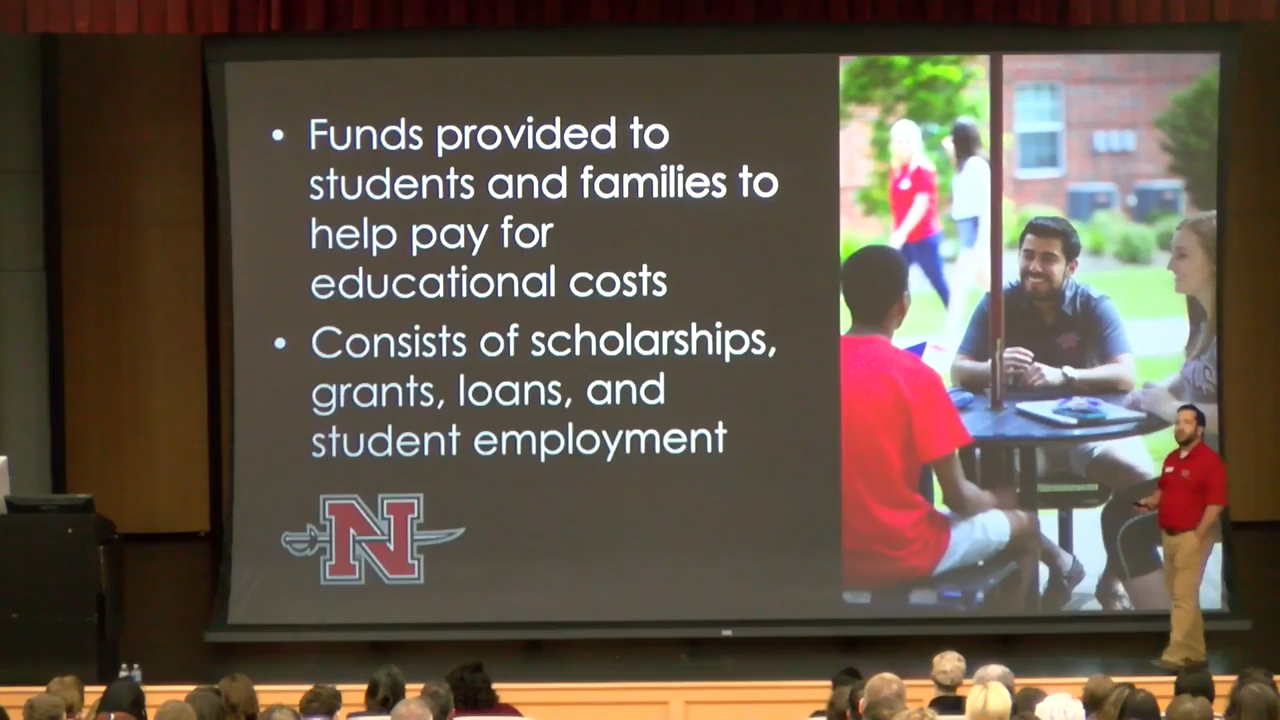 • Funds provided to
students and families to
help pay for
educational costs
• Consists of scholarships,
grants, loans, and
student employment
N